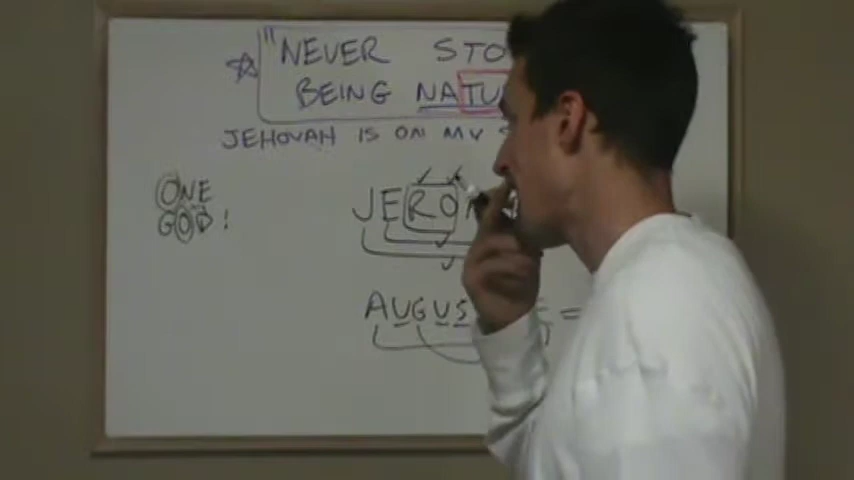 "NEVER STO
BEING NATU
JEHOVAH IS ON MY
ONE
GOD!
JERO
AUGUS E =